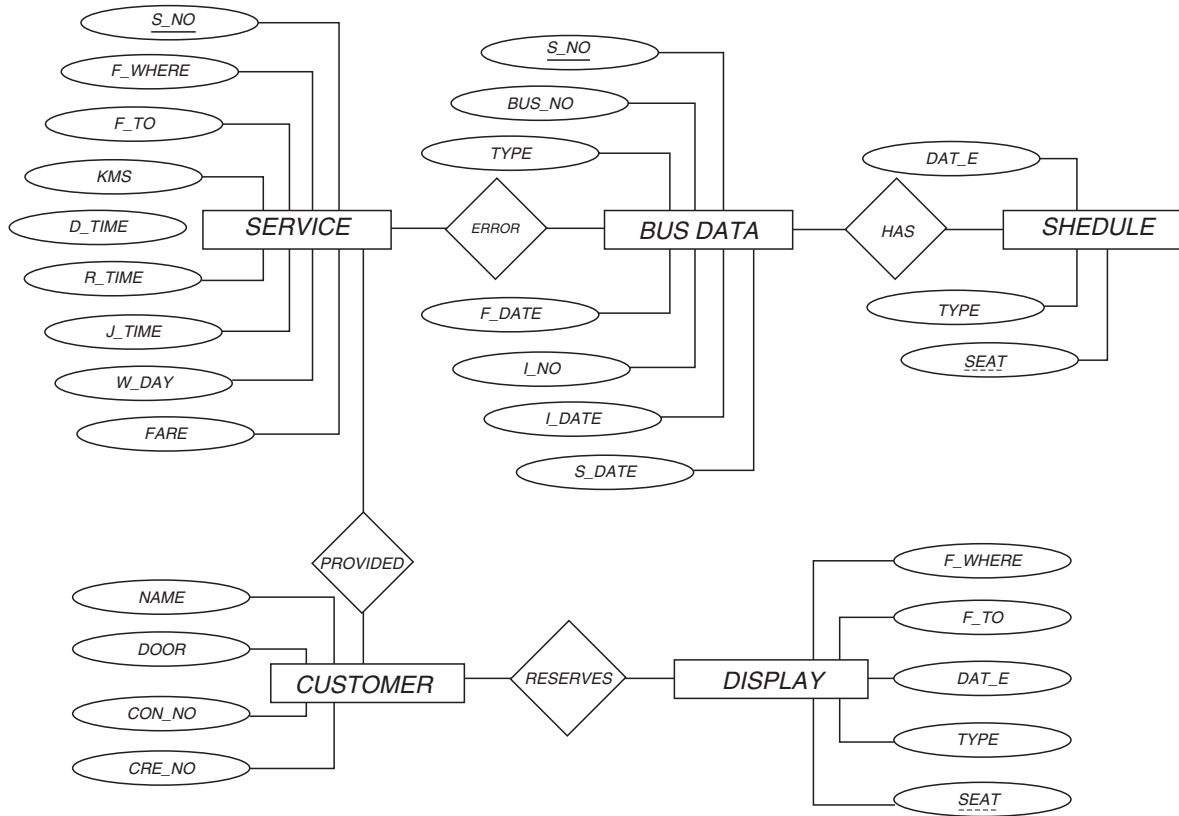 S_NO
F_WHERE
F_TO
KMS
D_TIME
R_TIME
J_TIME
W_DAY
FARE
SERVICE
ERROR
S_NO
BUS_NO
TYPE
BUS DATA
F_DATE
I_NO
I_DATE
S_DATE
HAS
DAT_E
SHEDULE
TYPE
SEAT
PROVIDED
NAME
DOOR
CON_NO
CRE_NO
CUSTOMER
RESERVES
DISPLAY
F_WHERE
F_TO
DAT_E
TYPE
SEAT